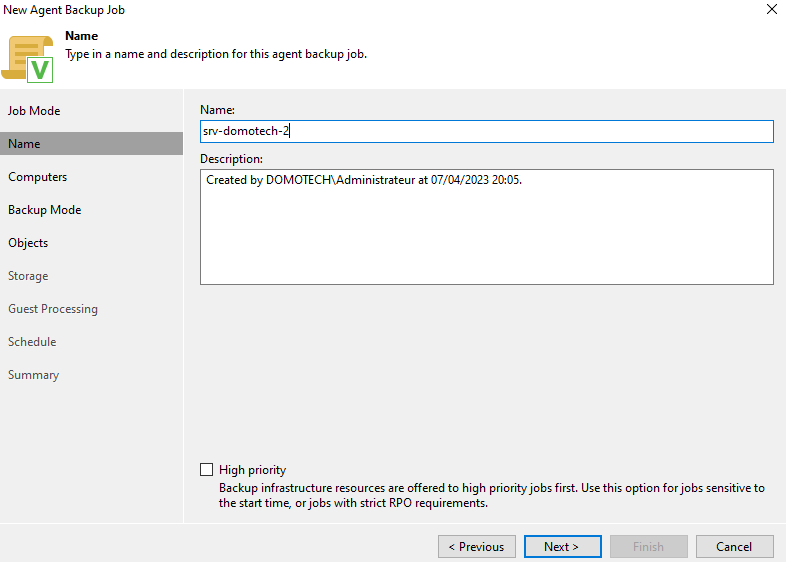 New Agent Backup Job
Name
Type in a name and description for this agent backup job.
Job Mode
Name
Computers
Backup Mode
Objects
Storage
Guest Processing
Schedule
Summary
Name:
srv-domotech-2
Description:
Created by DOMOTECH\Administrateur at 07/04/2023 20:05.
High priority
Backup infrastructure resources are offered to high priority jobs first. Use this option for jobs sensitive to
the start time, or jobs with strict RPO requirements.
< Previous
Next >
Finish
Cancel